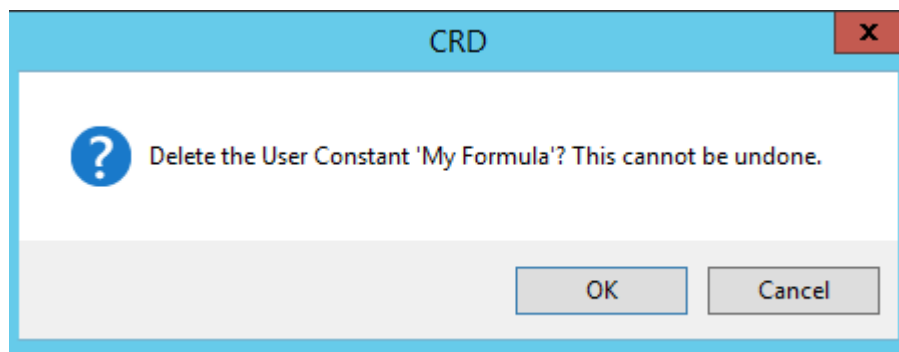 CRD
Delete the User Constant 'My Formula'? This cannot be undone.
OK
Cancel